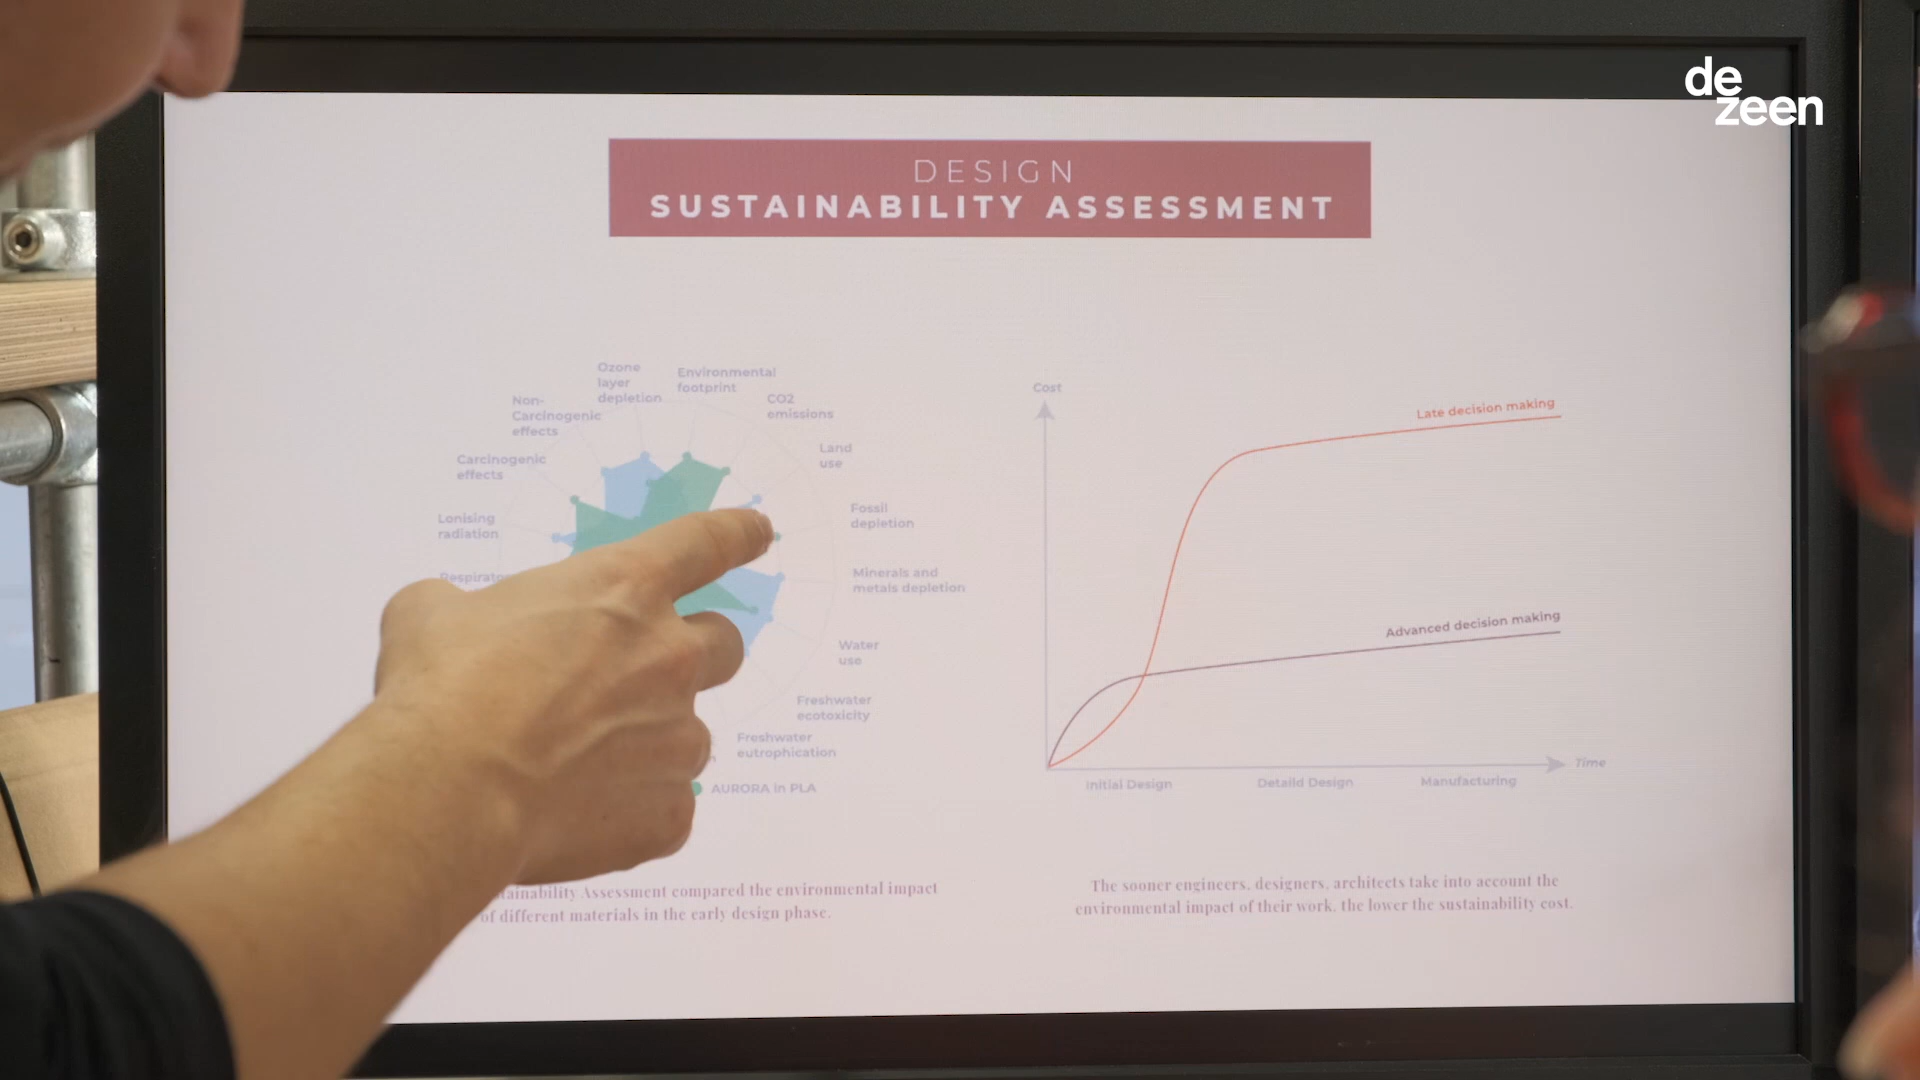 de
zeen
DESIGN
SUSTAINABILITY ASSESSMENT
Ozone
layer
depletion
Environmental
footprint
CO2
emissions
Non-
Carcinogenic
effects
Land
use
Carcinogenic
effects
Fossil
depletion
Lonising
radiation
Minerals and
metals depletion
Water
use
Freshwater
ecotoxicity
Freshwater
eutrophication
AURORA in PLA
Assessment compared the environmental impact
of different materials in the early design phase.
Cost
Late decision making
Advanced decision making
Time
Initial Design
Detaild Design
Manufacturing
The sooner engineers, designers, architects take into account the
environmental impact of their work, the lower the sustainability cost.